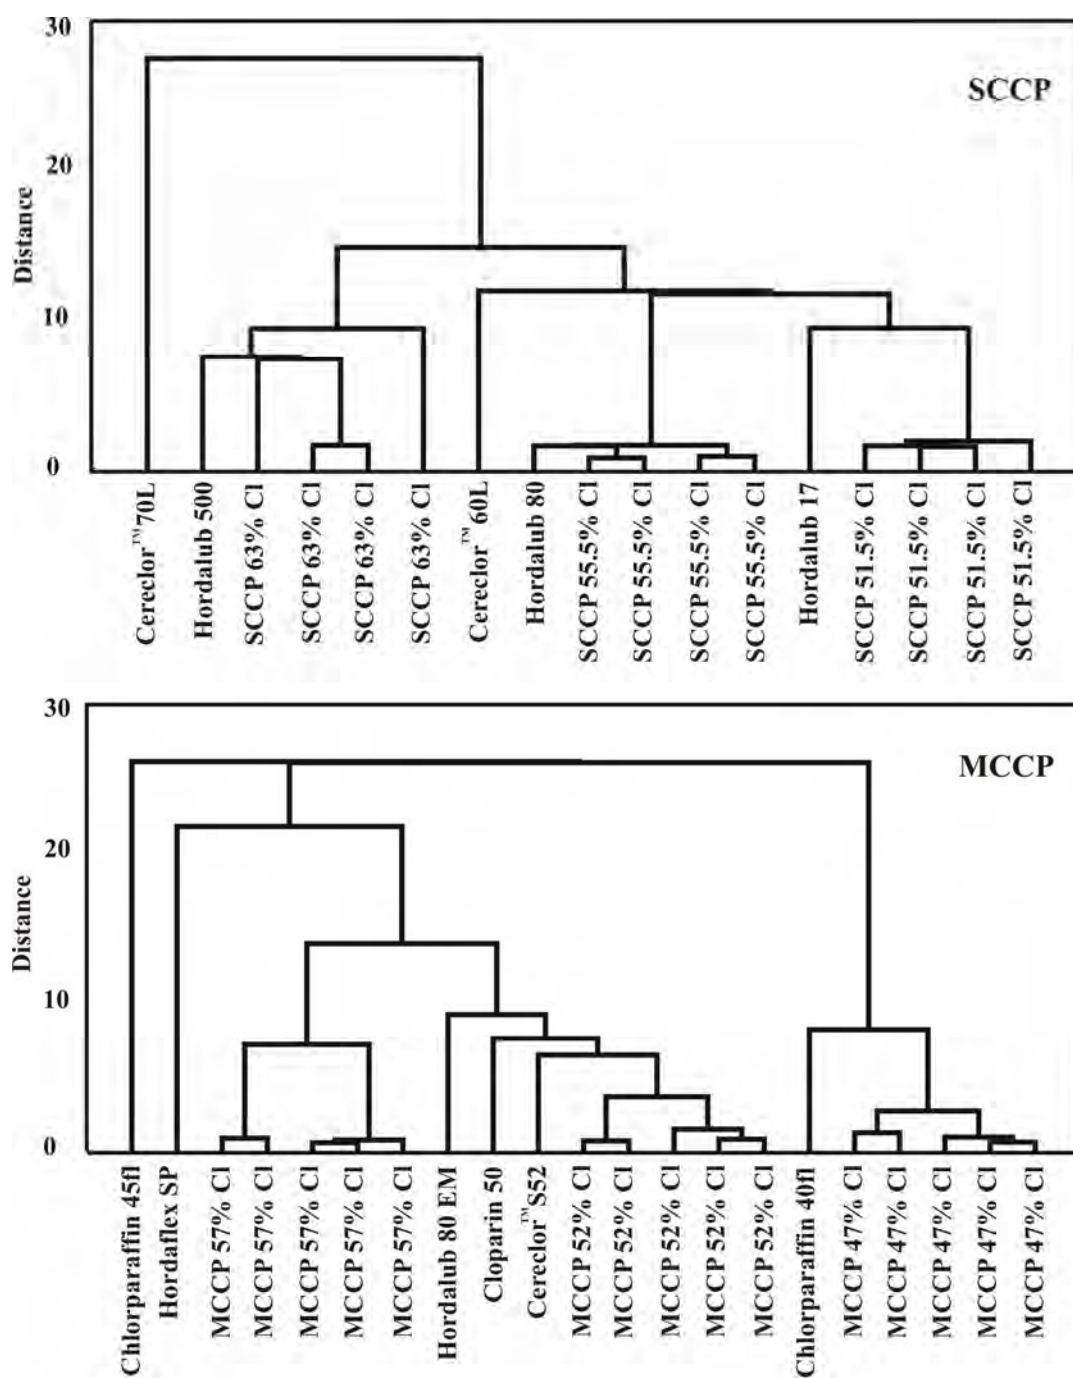 30
SCCP
20
Distance
10
0
Cereclor™70L
Hordalub 500
SCCP 63% Cl
SCCP 63% Cl
SCCP 63% Cl
SCCP 63% Cl
Cereclor™ 60L
Hordalub 80
SCCP 55.5% Cl
SCCP 55.5% Cl
SCCP 55.5% Cl
SCCP 55.5% Cl
Hordalub 17
SCCP 51.5% Cl
SCCP 51.5% Cl
SCCP 51.5% Cl
SCCP 51.5% Cl
30
MCCP
20
Distance
10
0
Chlorparaffin 45fl
Hordaflex SP
MCCP 57% Cl
MCCP 57% Cl
MCCP 57% Cl
MCCP 57% Cl
MCCP 57% Cl
Hordalub 80 EM
Cloparin 50
Cereclor™ S52
MCCP 52% Cl
MCCP 52% Cl
MCCP 52% Cl
MCCP 52% Cl
MCCP 52% Cl
Chlorparaffin 40fl
MCCP 47% Cl
MCCP 47% Cl
MCCP 47% Cl
MCCP 47% Cl
MCCP 47% Cl